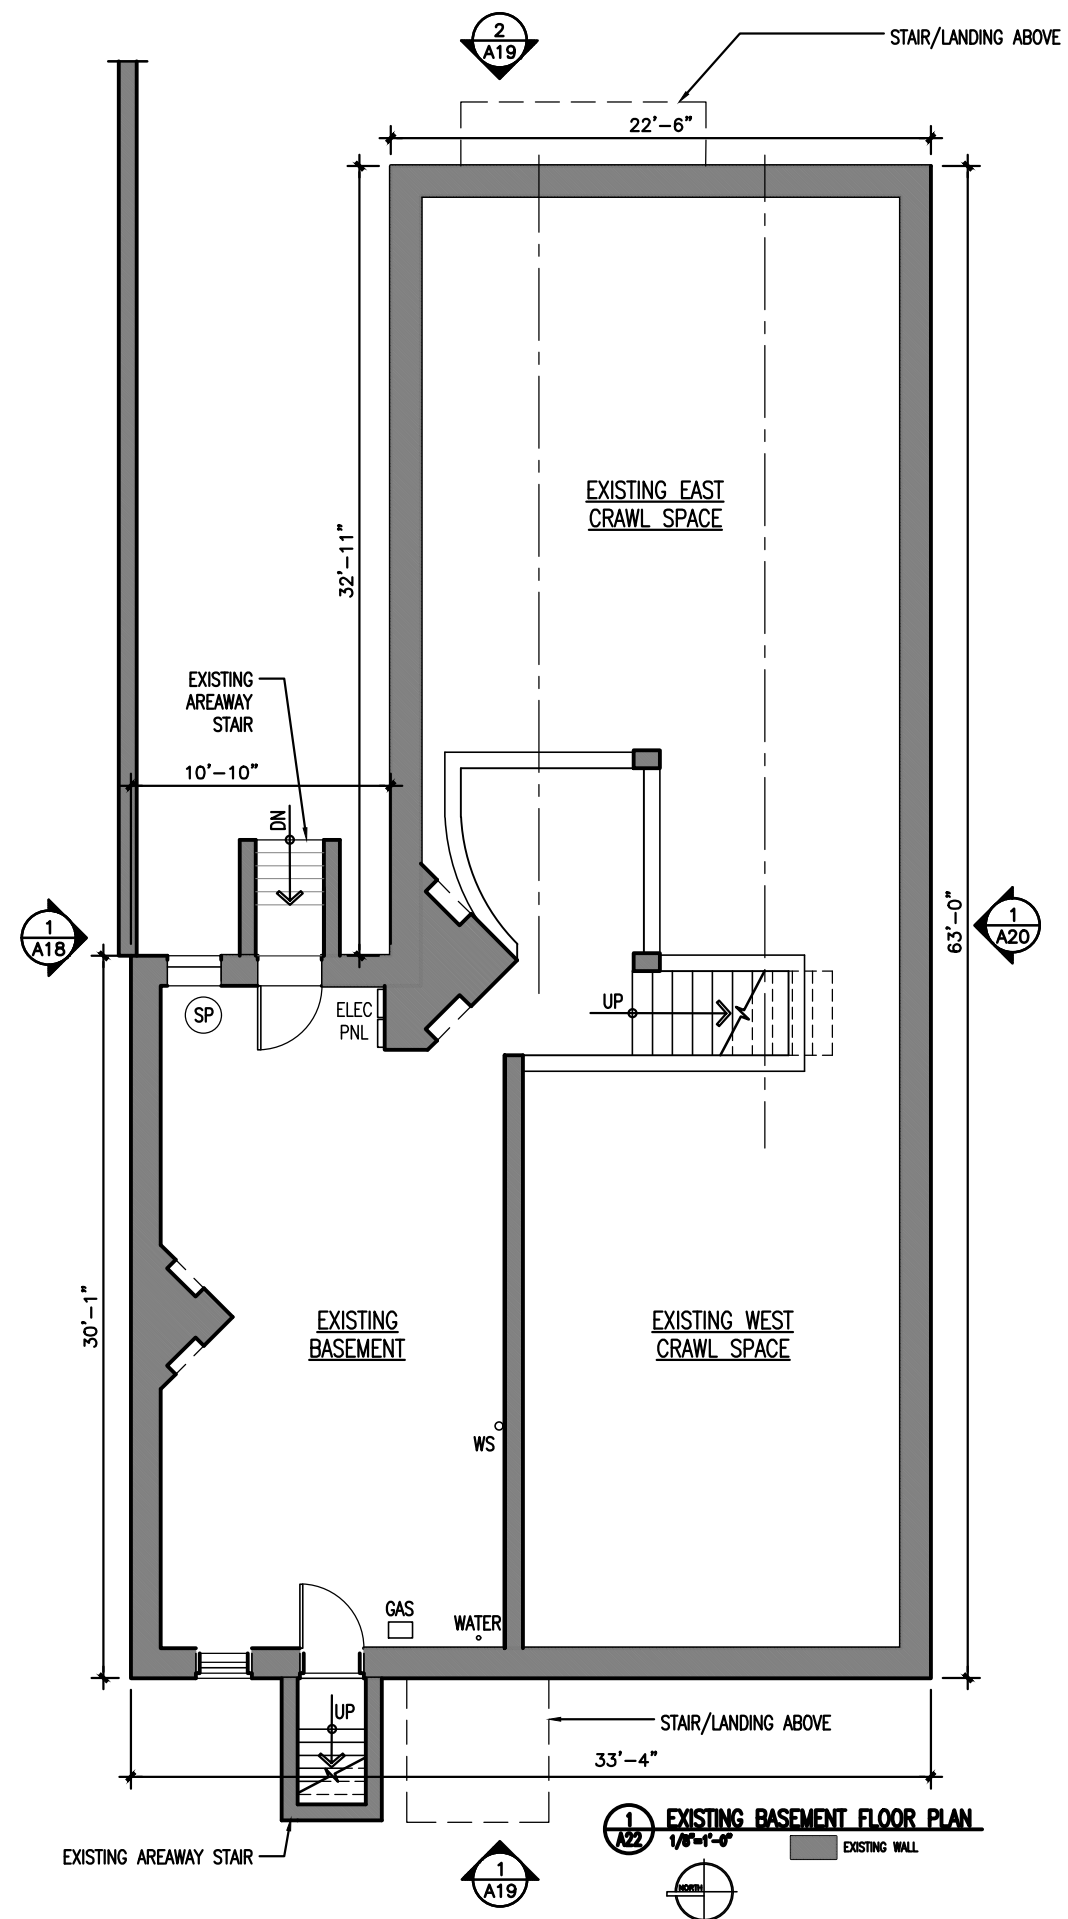 2
A19
STAIR/LANDING ABOVE
22'-6"
EXISTING EAST
CRAWL SPACE
32'-11"
EXISTING
AREAWAY
STAIR
10'-10"
DN
1
A18
63'-0"
1
A20
UP
SP
ELEC
PNL
30'-1"
EXISTING
BASEMENT
EXISTING WEST
CRAWL SPACE
WS
GAS
WATER
UP
STAIR/LANDING ABOVE
33'-4"
1
A22
EXISTING BASEMENT FLOOR PLAN
1/8"=1'-0"
EXISTING WALL
EXISTING AREAWAY STAIR
1
A19
NORTH